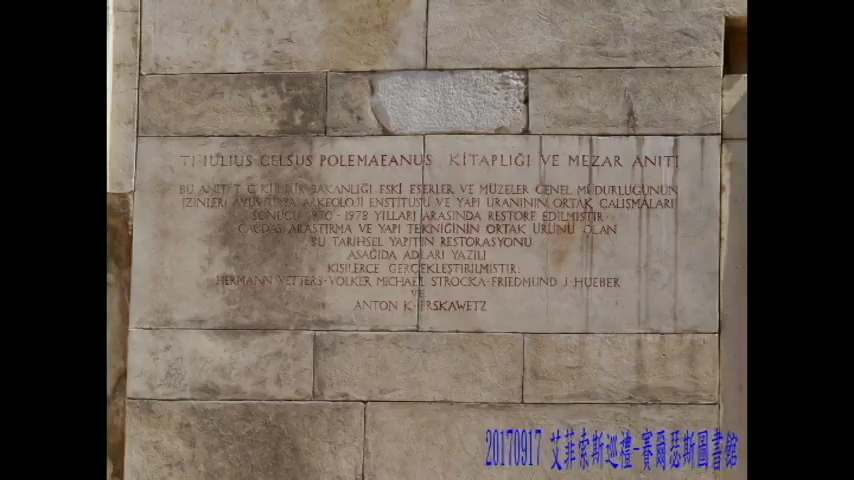 TI·IULIUS CELSUS POLEMAEANUS KİTAPLIĞI VE MEZAR ANITI
BU ANIT T C KÜLTÜR BAKANLIĞI ESKİ ESERLER VE MÜZELER GENEL MÜDÜRLÜĞÜNÜN
İZİNLERİ AVUSTURYA ARKEOLOJİ ENSTİTÜSÜ VE YAPI ÜRANININ ORTAK ÇALIŞMALARI
SONUCU 1970 - 1978 YILLARI ARASINDA RESTORE EDİLMİŞTİR
ÇAĞDAŞ ARAŞTIRMA VE YAPI TEKNİĞİNİN ORTAK ÜRÜNÜ OLAN
BU TARİHSEL YAPITIN RESTORASYONU
AŞAĞIDA ADLARI YAZILI
KİŞİLERCE GERÇEKLEŞTİRİLMİŞTİR:
HERMANN VETTERS · VOLKER MICHAEL STROCKA · FRIEDMUND J · HUEBER
VE
ANTON K
20170917 艾菲索斯巡禮-賽爾瑟斯圖書館